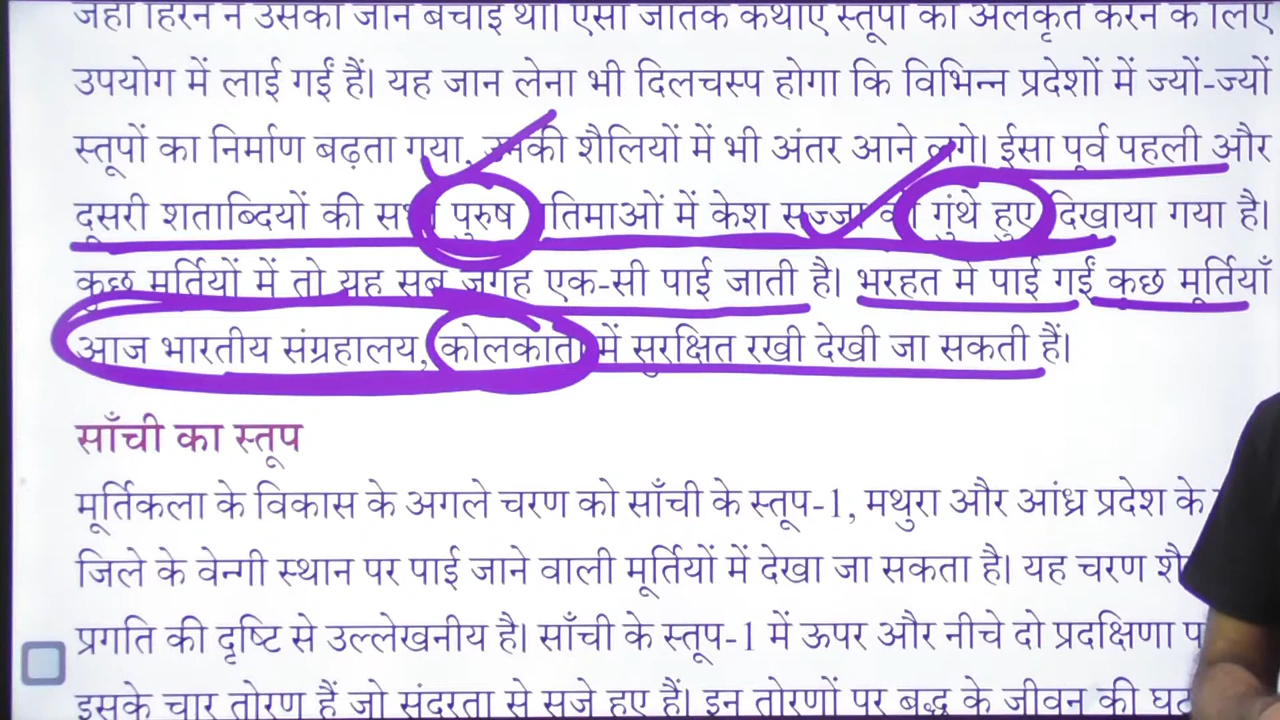 जहाँ हिरन ने उसकी जान बचाई थी। ऐसी जातक कथाएँ स्तूपों को अलंकृत करने के लिए
उपयोग में लाई गईं हैं। यह जान लेना भी दिलचस्प होगा कि विभिन्न प्रदेशों में ज्यों-ज्यों
स्तूपों का निर्माण बढ़ता गया, उनकी शैलियों में भी अंतर आने लगे। ईसा पूर्व पहली और
दूसरी शताब्दियों की सभी पुरुष प्रतिमाओं में केश सज्जा को गुंथे हुए दिखाया गया है।
कुछ मूर्तियों में तो यह सब जगह एक-सी पाई जाती है। भरहुत में पाई गईं कुछ मूर्तियाँ
आज भारतीय संग्रहालय, कोलकाता में सुरक्षित रखी देखी जा सकती हैं।
साँची का स्तूप
मूर्तिकला के विकास के अगले चरण को साँची के स्तूप-1, मथुरा और आंध्र प्रदेश के
जिले के वेन्गी स्थान पर पाई जाने वाली मूर्तियों में देखा जा सकता है। यह चरण
प्रगति की दृष्टि से उल्लेखनीय है। साँची के स्तूप-1 में ऊपर और नीचे दो प्रदक्षिणा
इसके चार तोरण हैं जो सुंदरता से सजे हुए हैं। इन तोरणों पर बुद्ध के जीवन की